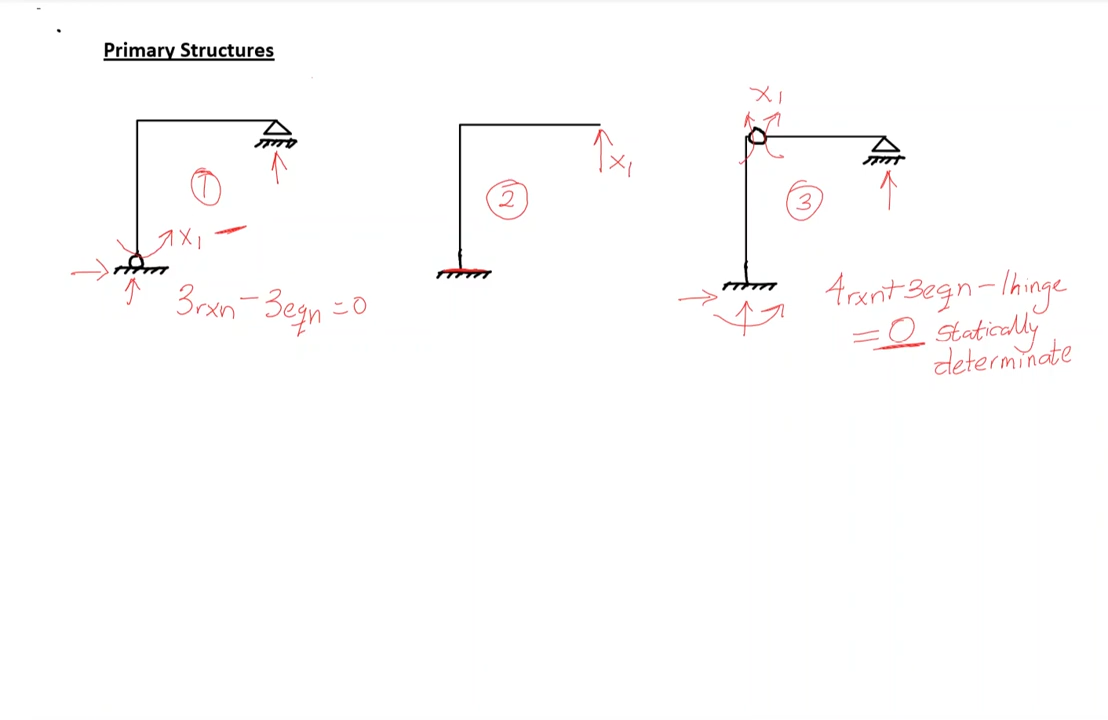 Primary Structures
X1
①
X1
②
③
X1 –
3rxn – 3eqn = 0
4rxn + 3eqn – 1hinge
= 0 statically
determinate